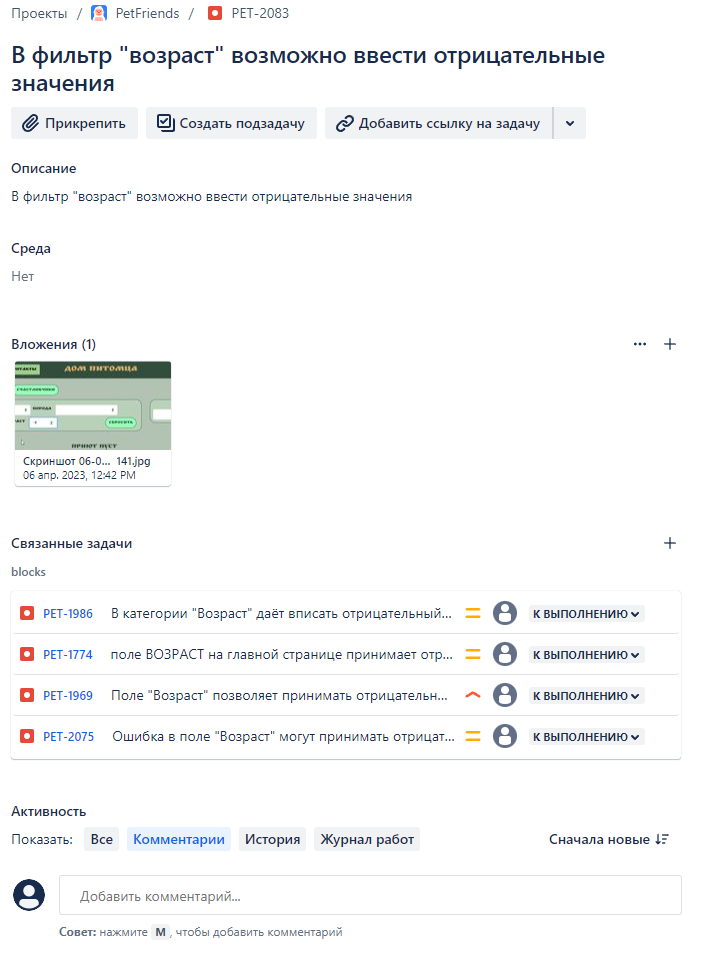 Проекты / PetFriends / PET-2083
В фильтр "возраст" возможно ввести отрицательные
значения
Прикрепить Создать подзадачу Добавить ссылку на задачу
Описание
В фильтр "возраст" возможно ввести отрицательные значения
Среда
Нет
Вложения (1)
ДОМ ПИТОМЦА
ПОРОДА
СБРОСИТЬ
ПРИЮТ ПУСТ
Скриншот 06-0... 141.jpg
06 апр. 2023, 12:42 PM
Связанные задачи
blocks
PET-1986 В категории "Возраст" даёт вписать отрицательный... К ВЫПОЛНЕНИЮ
PET-1774 поле ВОЗРАСТ на главной странице принимает отр... К ВЫПОЛНЕНИЮ
PET-1969 Поле "Возраст" позволяет принимать отрицательн... К ВЫПОЛНЕНИЮ
PET-2075 Ошибка в поле "Возраст" могут принимать отрицат... К ВЫПОЛНЕНИЮ
Активность
Показать: Все Комментарии История Журнал работ Сначала новые
Добавить комментарий...
Совет: нажмите M, чтобы добавить комментарий